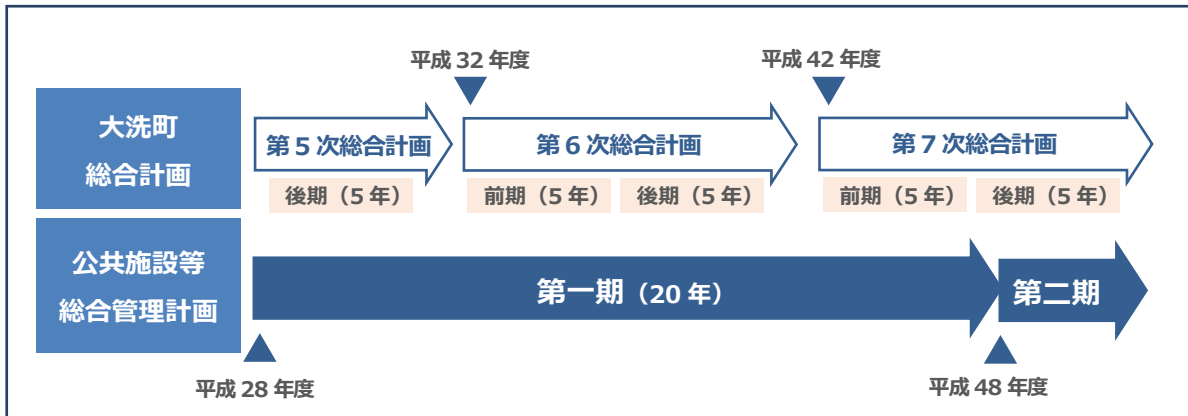 平成 32 年度
平成 42 年度
大洗町
総合計画
第 5 次総合計画
第 6 次総合計画
第 7 次総合計画
後期（5 年）
前期（5 年）
後期（5 年）
前期（5 年）
後期（5 年）
公共施設等
総合管理計画
第一期（20 年）
第二期
平成 28 年度
平成 48 年度